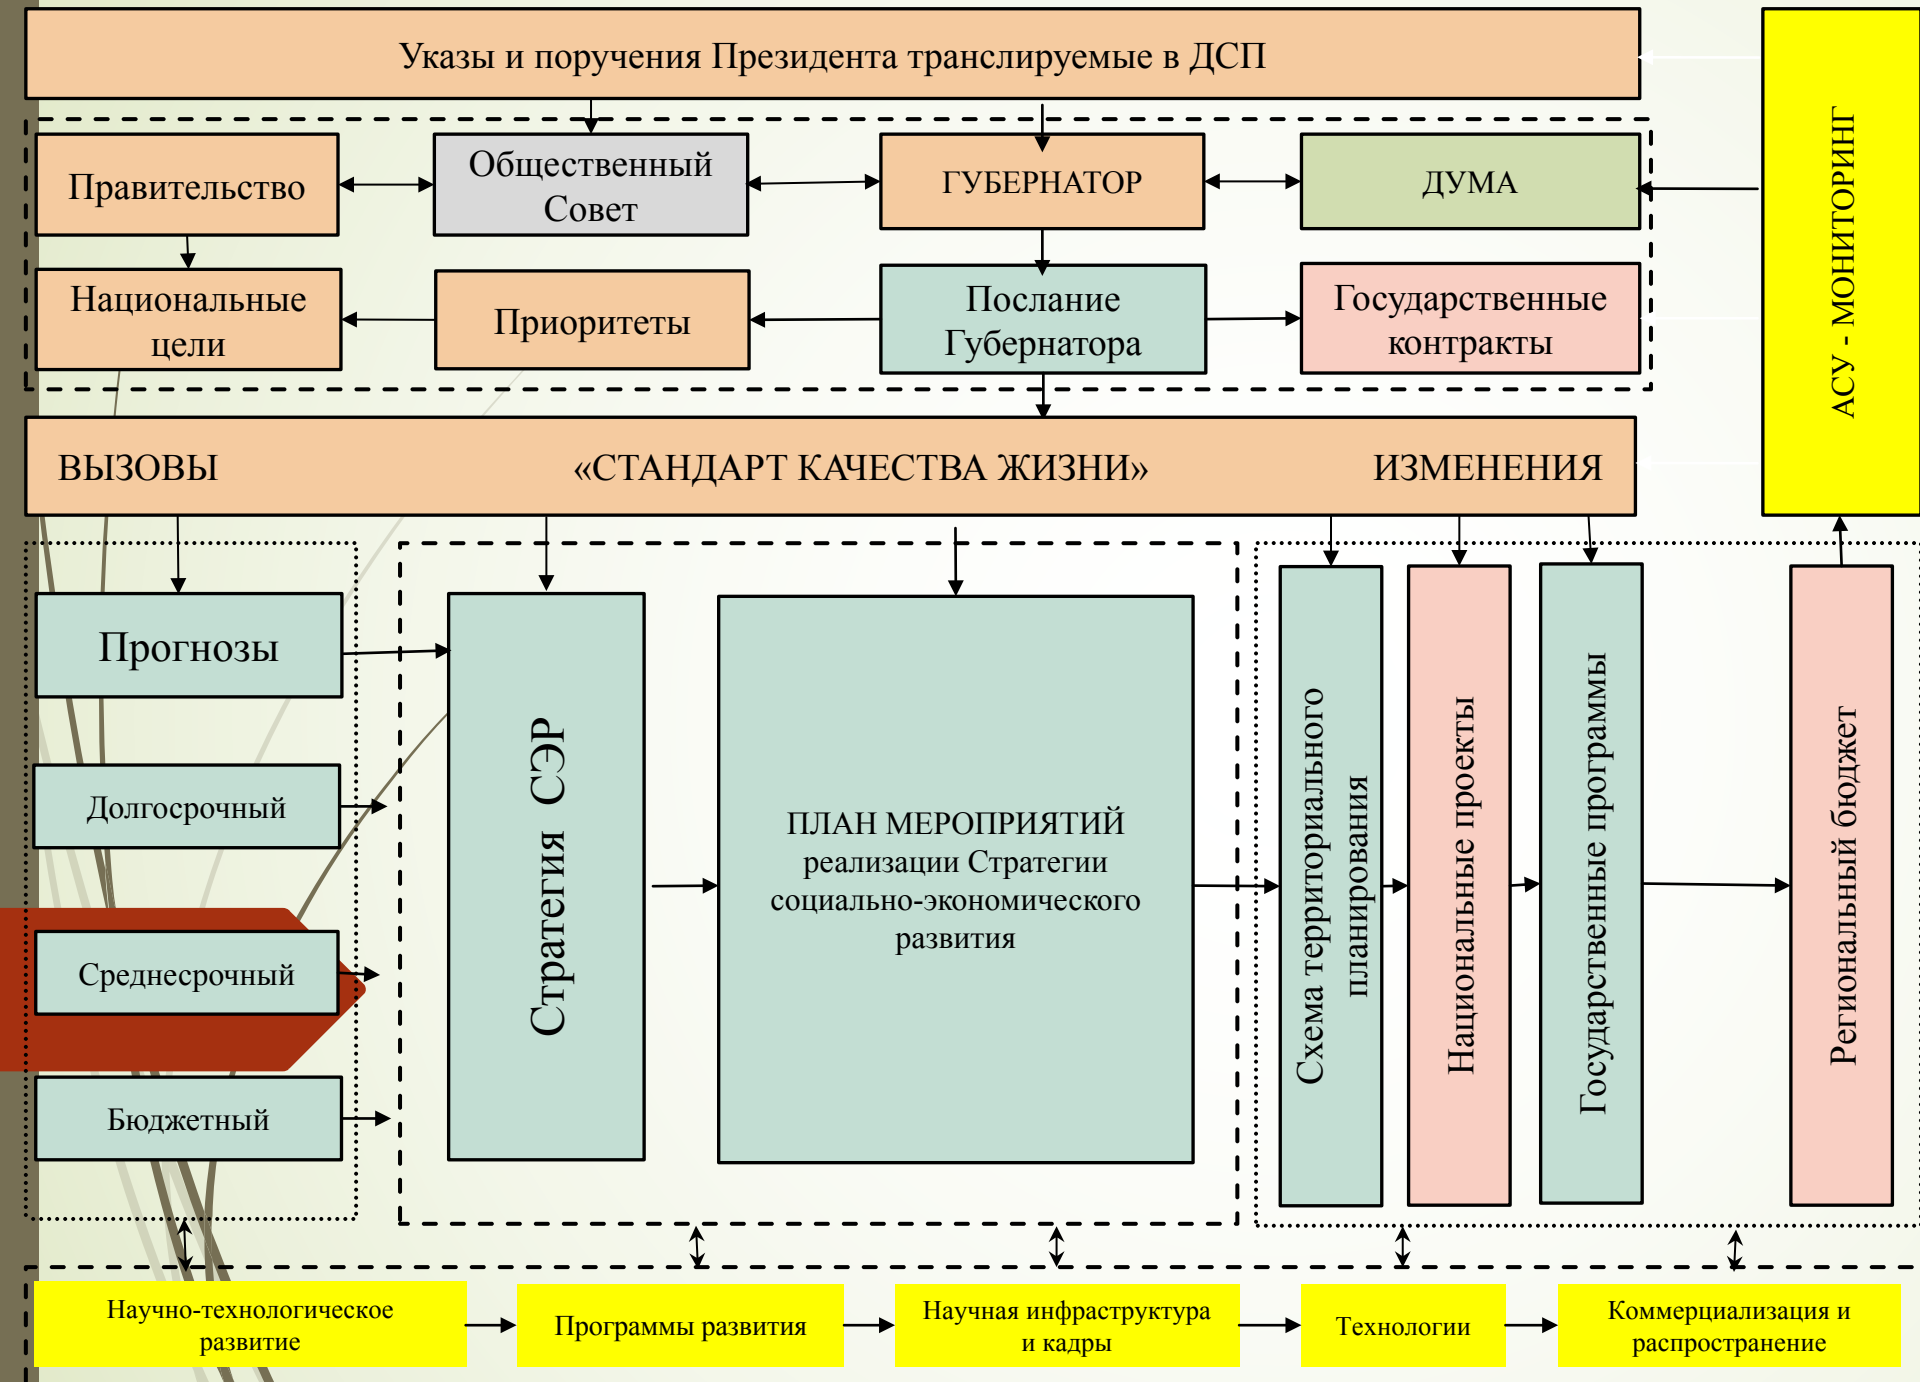 Указы и поручения Президента транслируемые в ДСП
Правительство
Общественный
Совет
ГУБЕРНАТОР
ДУМА
АСУ - МОНИТОРИНГ
Национальные
цели
Приоритеты
Послание
Губернатора
Государственные
контракты
ВЫЗОВЫ «СТАНДАРТ КАЧЕСТВА ЖИЗНИ» ИЗМЕНЕНИЯ
Прогнозы
Долгосрочный
Среднесрочный
Бюджетный
Стратегия СЭР
ПЛАН МЕРОПРИЯТИЙ
реализации Стратегии
социально-экономического
развития
Схема территориального
планирования
Национальные проекты
Государственные программы
Региональный бюджет
Научно-технологическое
развитие
Программы развития
Научная инфраструктура
и кадры
Технологии
Коммерциализация и
распространение